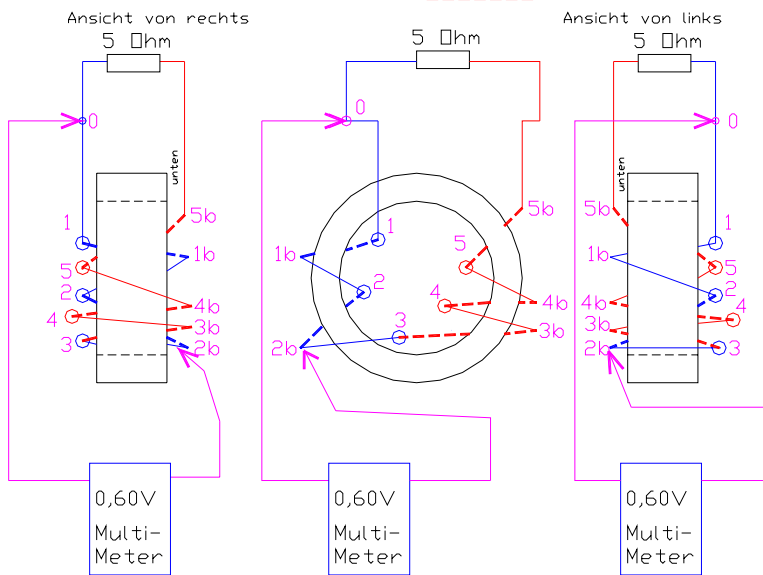 Ansicht von rechts
5 Ohm
0
unten
5b
1
1b
5
2
4b
4
3b
3
2b
0,60V
Multi-
Meter
5 Ohm
0
5b
1
5
1b
2
4
4b
3
3b
2b
0,60V
Multi-
Meter
Ansicht von links
5 Ohm
0
unten
5b
1
1b
5
2
4b
4
3b
2b
3
0,60V
Multi-
Meter